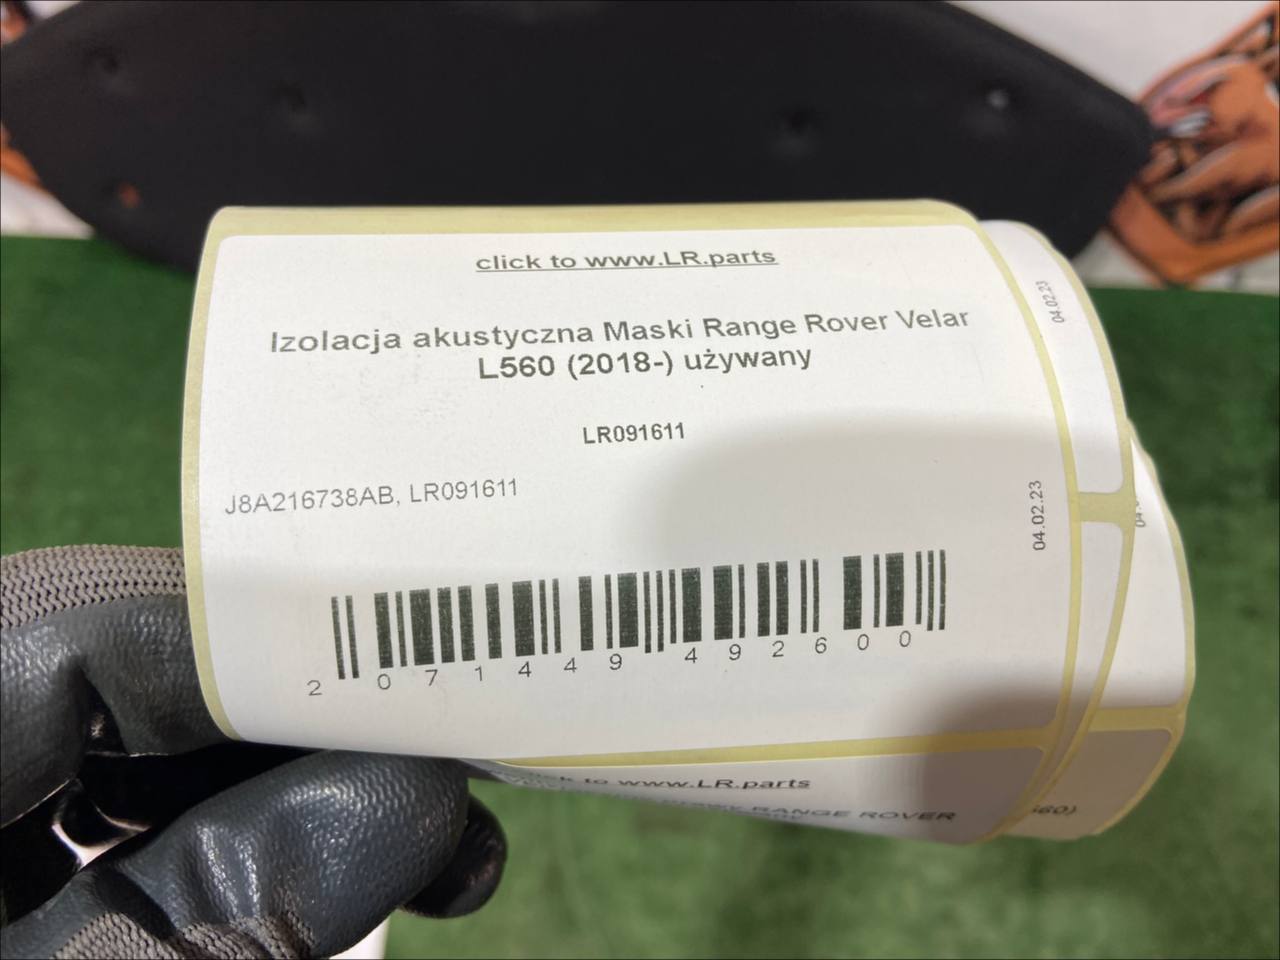 click to www.LR.parts
Izolacja akustyczna Maski Range Rover Velar
L560 (2018-) używany
LR091611
J8A216738AB, LR091611
04.02.23
2 071449 492600
04.02.23
to www.LR.parts
RANGE ROVER
560)